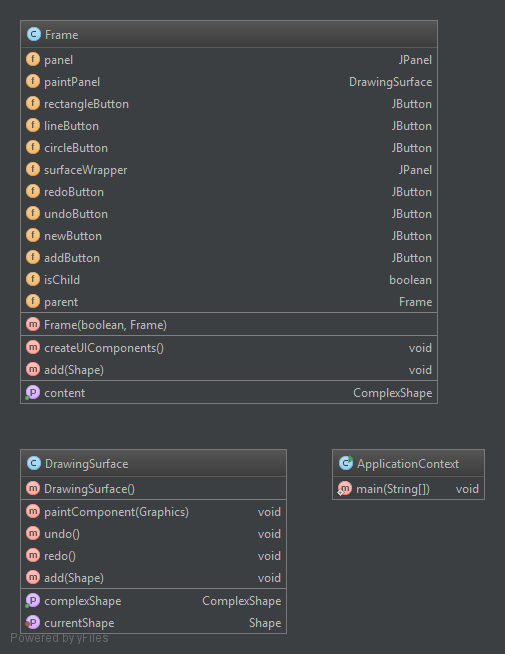 Frame
panel JPanel
paintPanel DrawingSurface
rectangleButton JButton
lineButton JButton
circleButton JButton
surfaceWrapper JPanel
redoButton JButton
undoButton JButton
newButton JButton
addButton JButton
isChild boolean
parent Frame
Frame(boolean, Frame)
createUIComponents() void
add(Shape) void
content ComplexShape
DrawingSurface
DrawingSurface()
paintComponent(Graphics) void
undo() void
redo() void
add(Shape) void
complexShape ComplexShape
currentShape Shape
ApplicationContext
main(String[]) void
Powered by yFiles